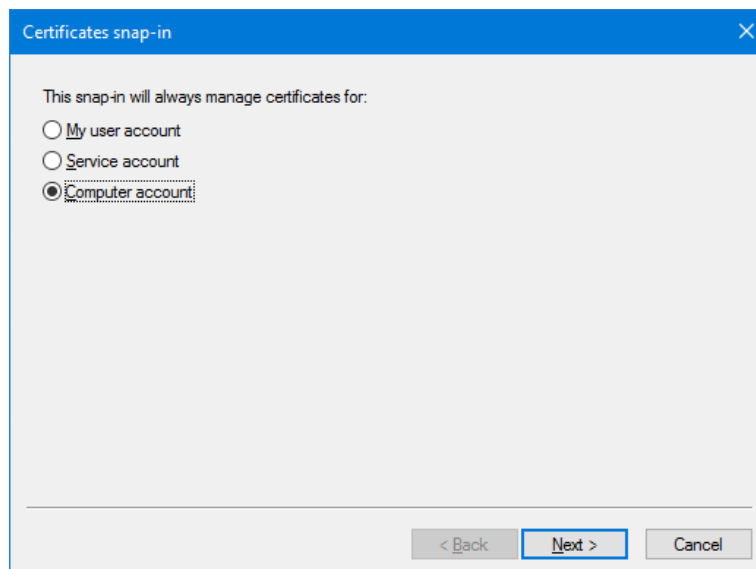 Certificates snap-in
This snap-in will always manage certificates for:
My user account
Service account
Computer account
< Back Next > Cancel